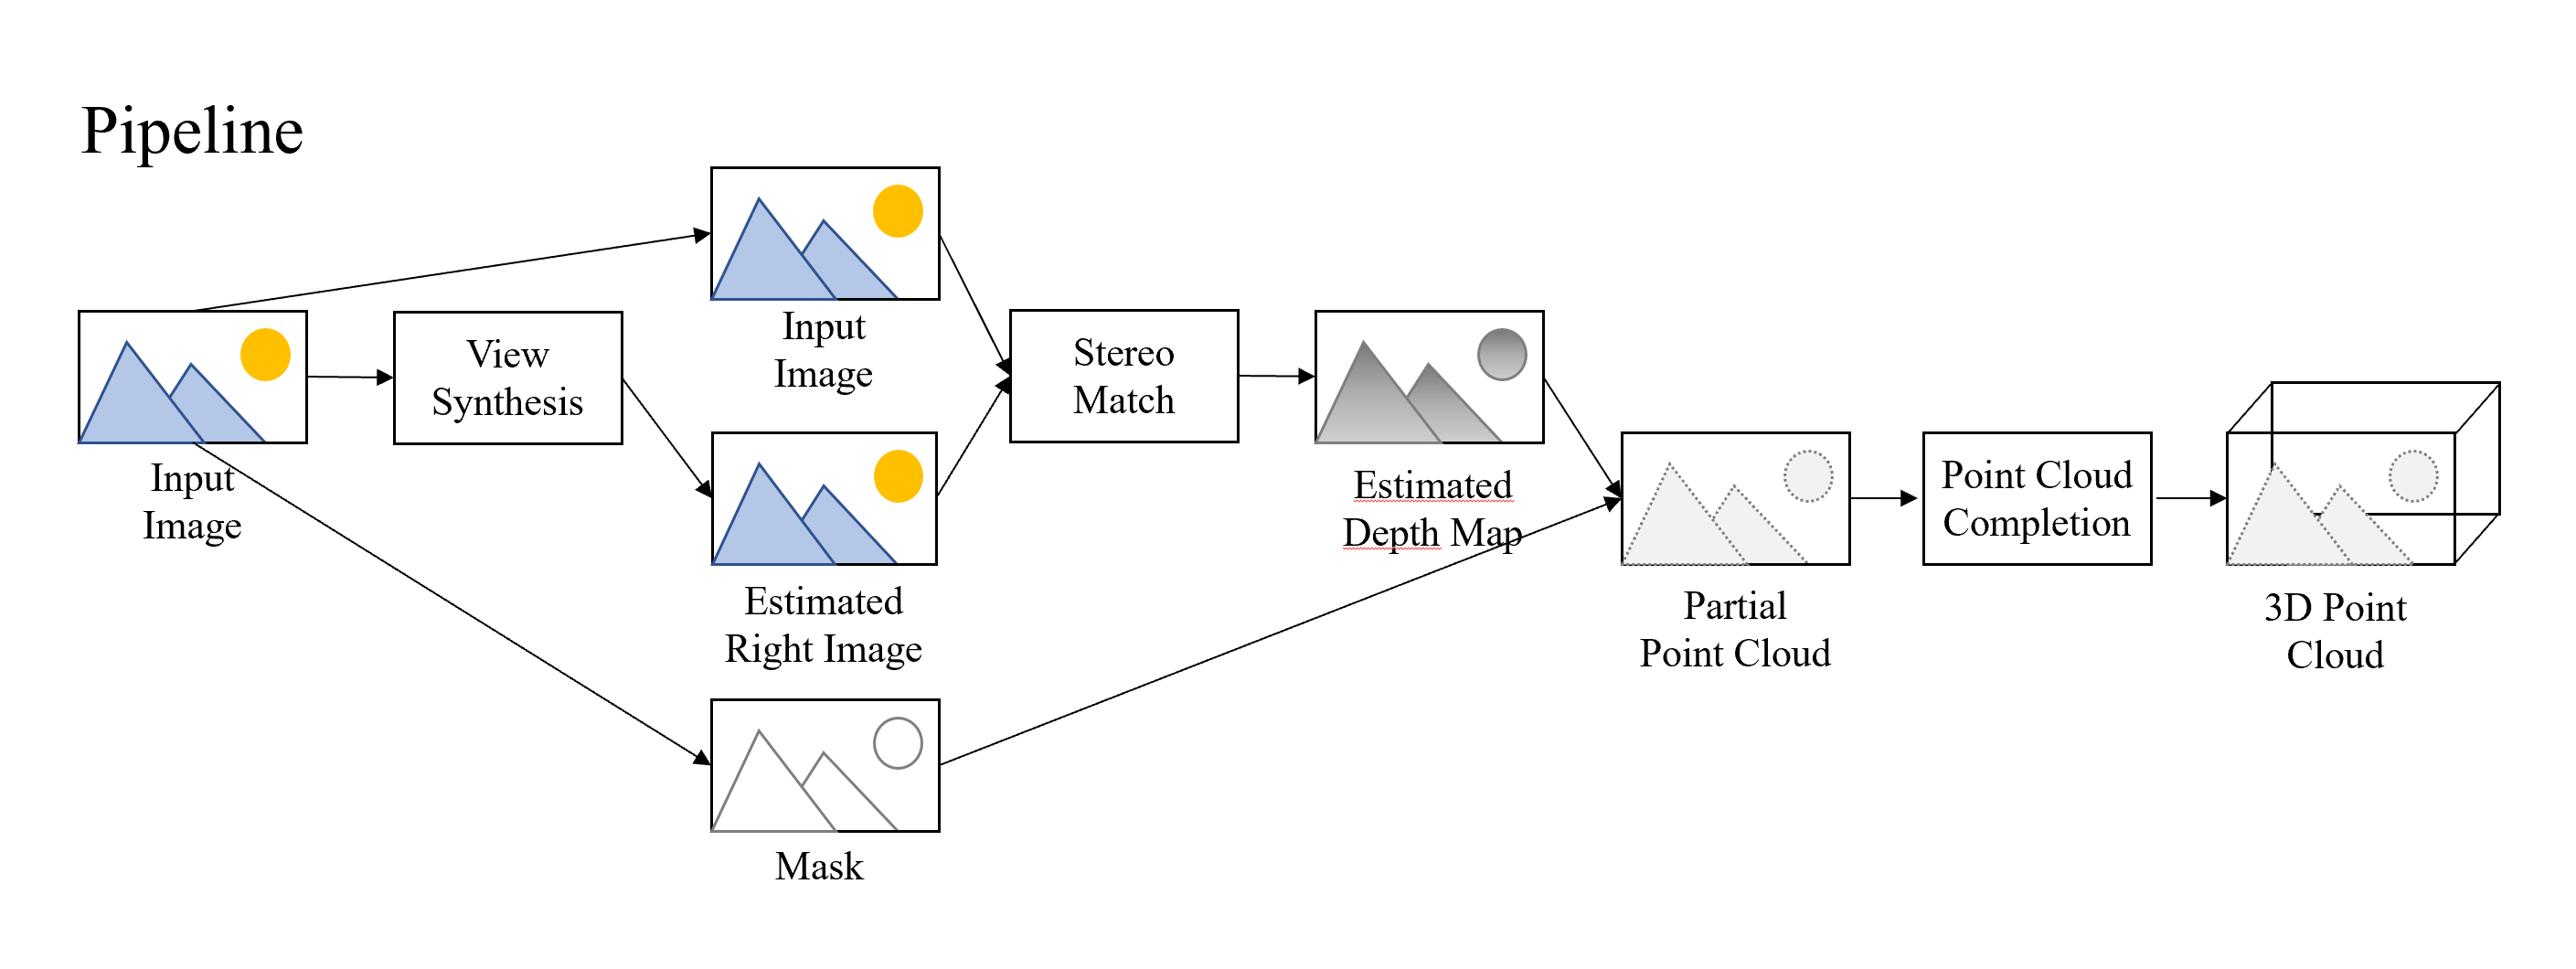 Pipeline
Input
Image
View
Synthesis
Input
Image
Estimated
Right Image
Mask
Stereo
Match
Estimated
Depth Map
Partial
Point Cloud
Point Cloud
Completion
3D Point
Cloud